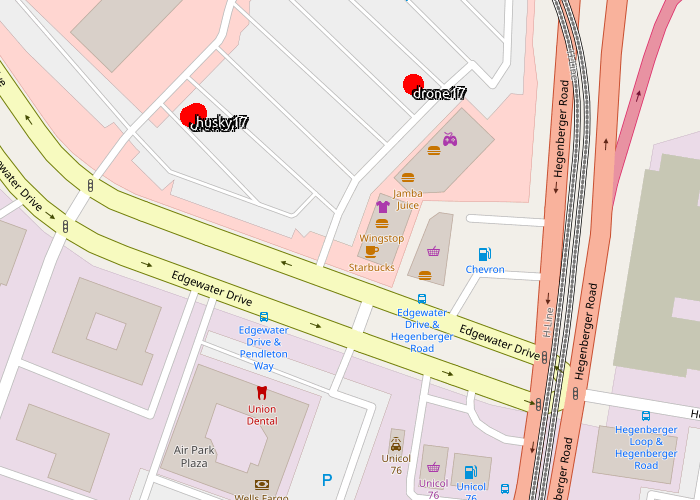 drone17
husky17
Hegenberger Road
Jamba
Juice
Wingstop
Starbucks
Chevron
Edgewater Drive
Edgewater
Drive &
Hegenberger
Road
Edgewater Drive
H-Line
Hegenberger Road
Edgewater
Drive &
Pendleton
Way
Union
Dental
Air Park
Plaza
Wells Fargo
P
Unicol
76
Unicol
76
Unicol
76
Hegenberger
Loop &
Hegenberger
Road